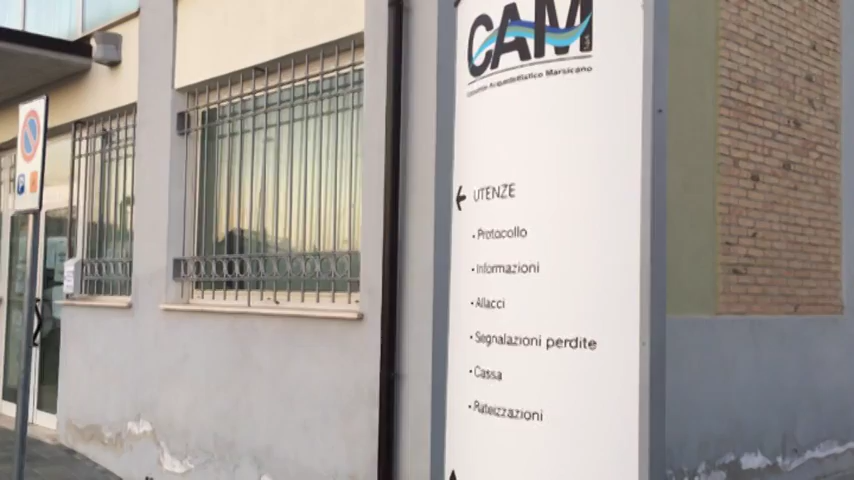 CAM
Consorzio Acquedottistico Marsicano
← UTENZE
• Protocollo
• Informazioni
• Allacci
• Segnalazioni perdite
• Cassa
• Rateizzazioni
P